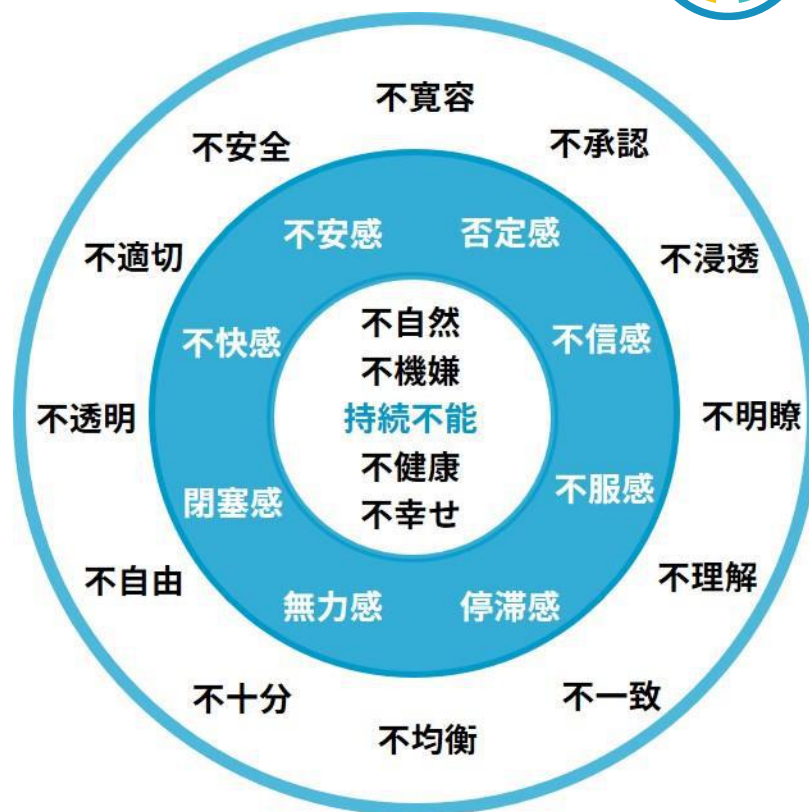 不寛容
不承認
不浸透
不明瞭
不理解
不一致
不均衡
不十分
不自由
不透明
不適切
不安全
不安感
否定感
不信感
不服感
停滞感
無力感
閉塞感
不快感
不自然
不機嫌
持続不能
不健康
不幸せ